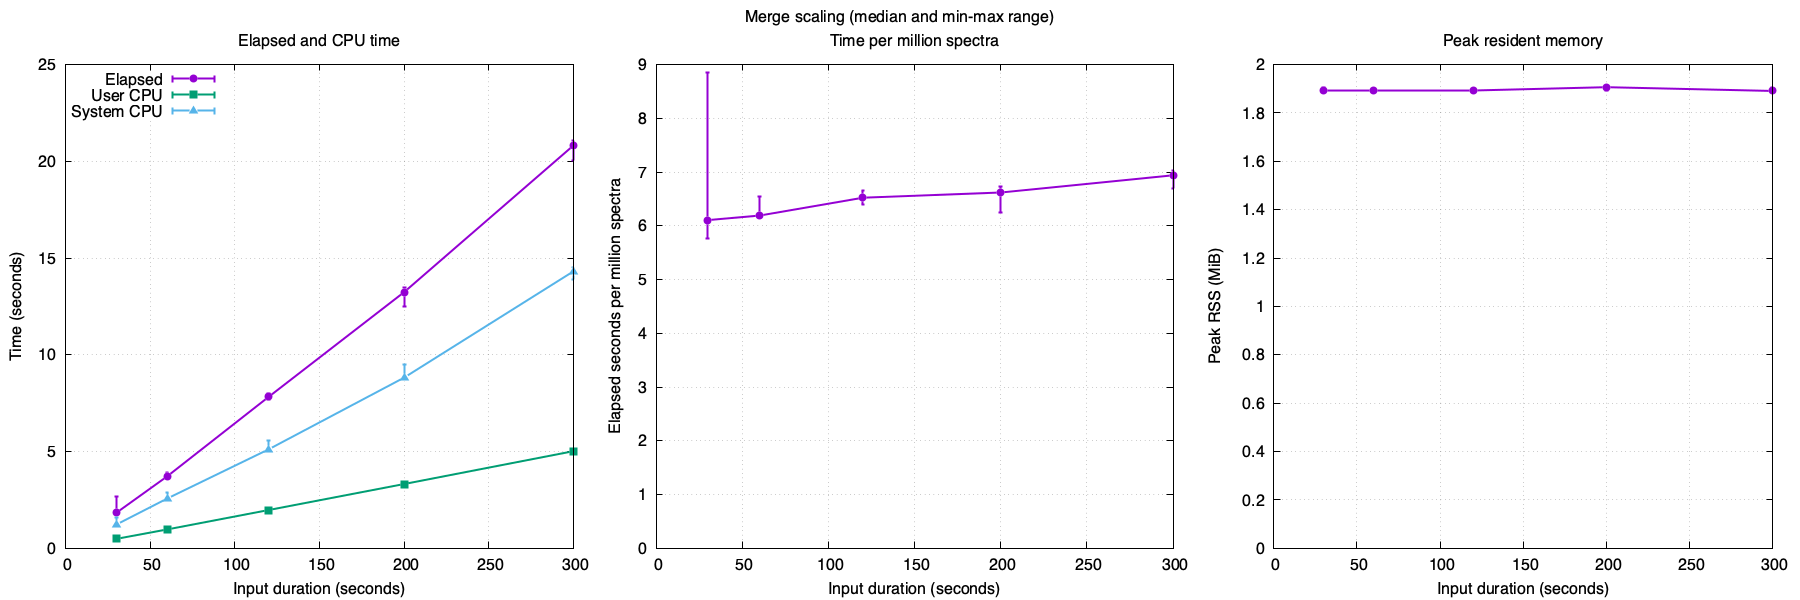 Merge scaling (median and min-max range)
Elapsed and CPU time
Elapsed
User CPU
System CPU
25
20
15
10
5
0
0 50 100 150 200 250 300
Time (seconds)
Input duration (seconds)
Time per million spectra
9
8
7
6
5
4
3
2
1
0
0 50 100 150 200 250 300
Elapsed seconds per million spectra
Input duration (seconds)
Peak resident memory
2
1.8
1.6
1.4
1.2
1
0.8
0.6
0.4
0.2
0
0 50 100 150 200 250 300
Peak RSS (MiB)
Input duration (seconds)